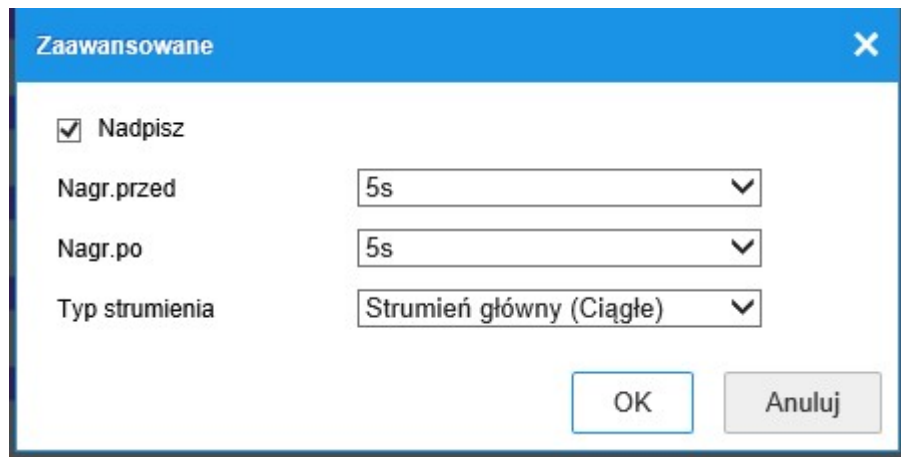 Zaawansowane
Nadpisz
Nagr.przed 5s
Nagr.po 5s
Typ strumienia Strumień główny (Ciągłe)
OK Anuluj